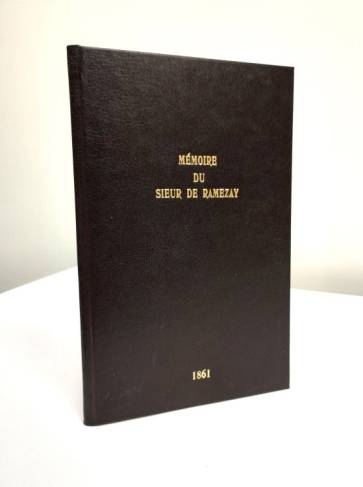 MÉMOIRE
DU
SIEUR DE RAMEZAY
1861